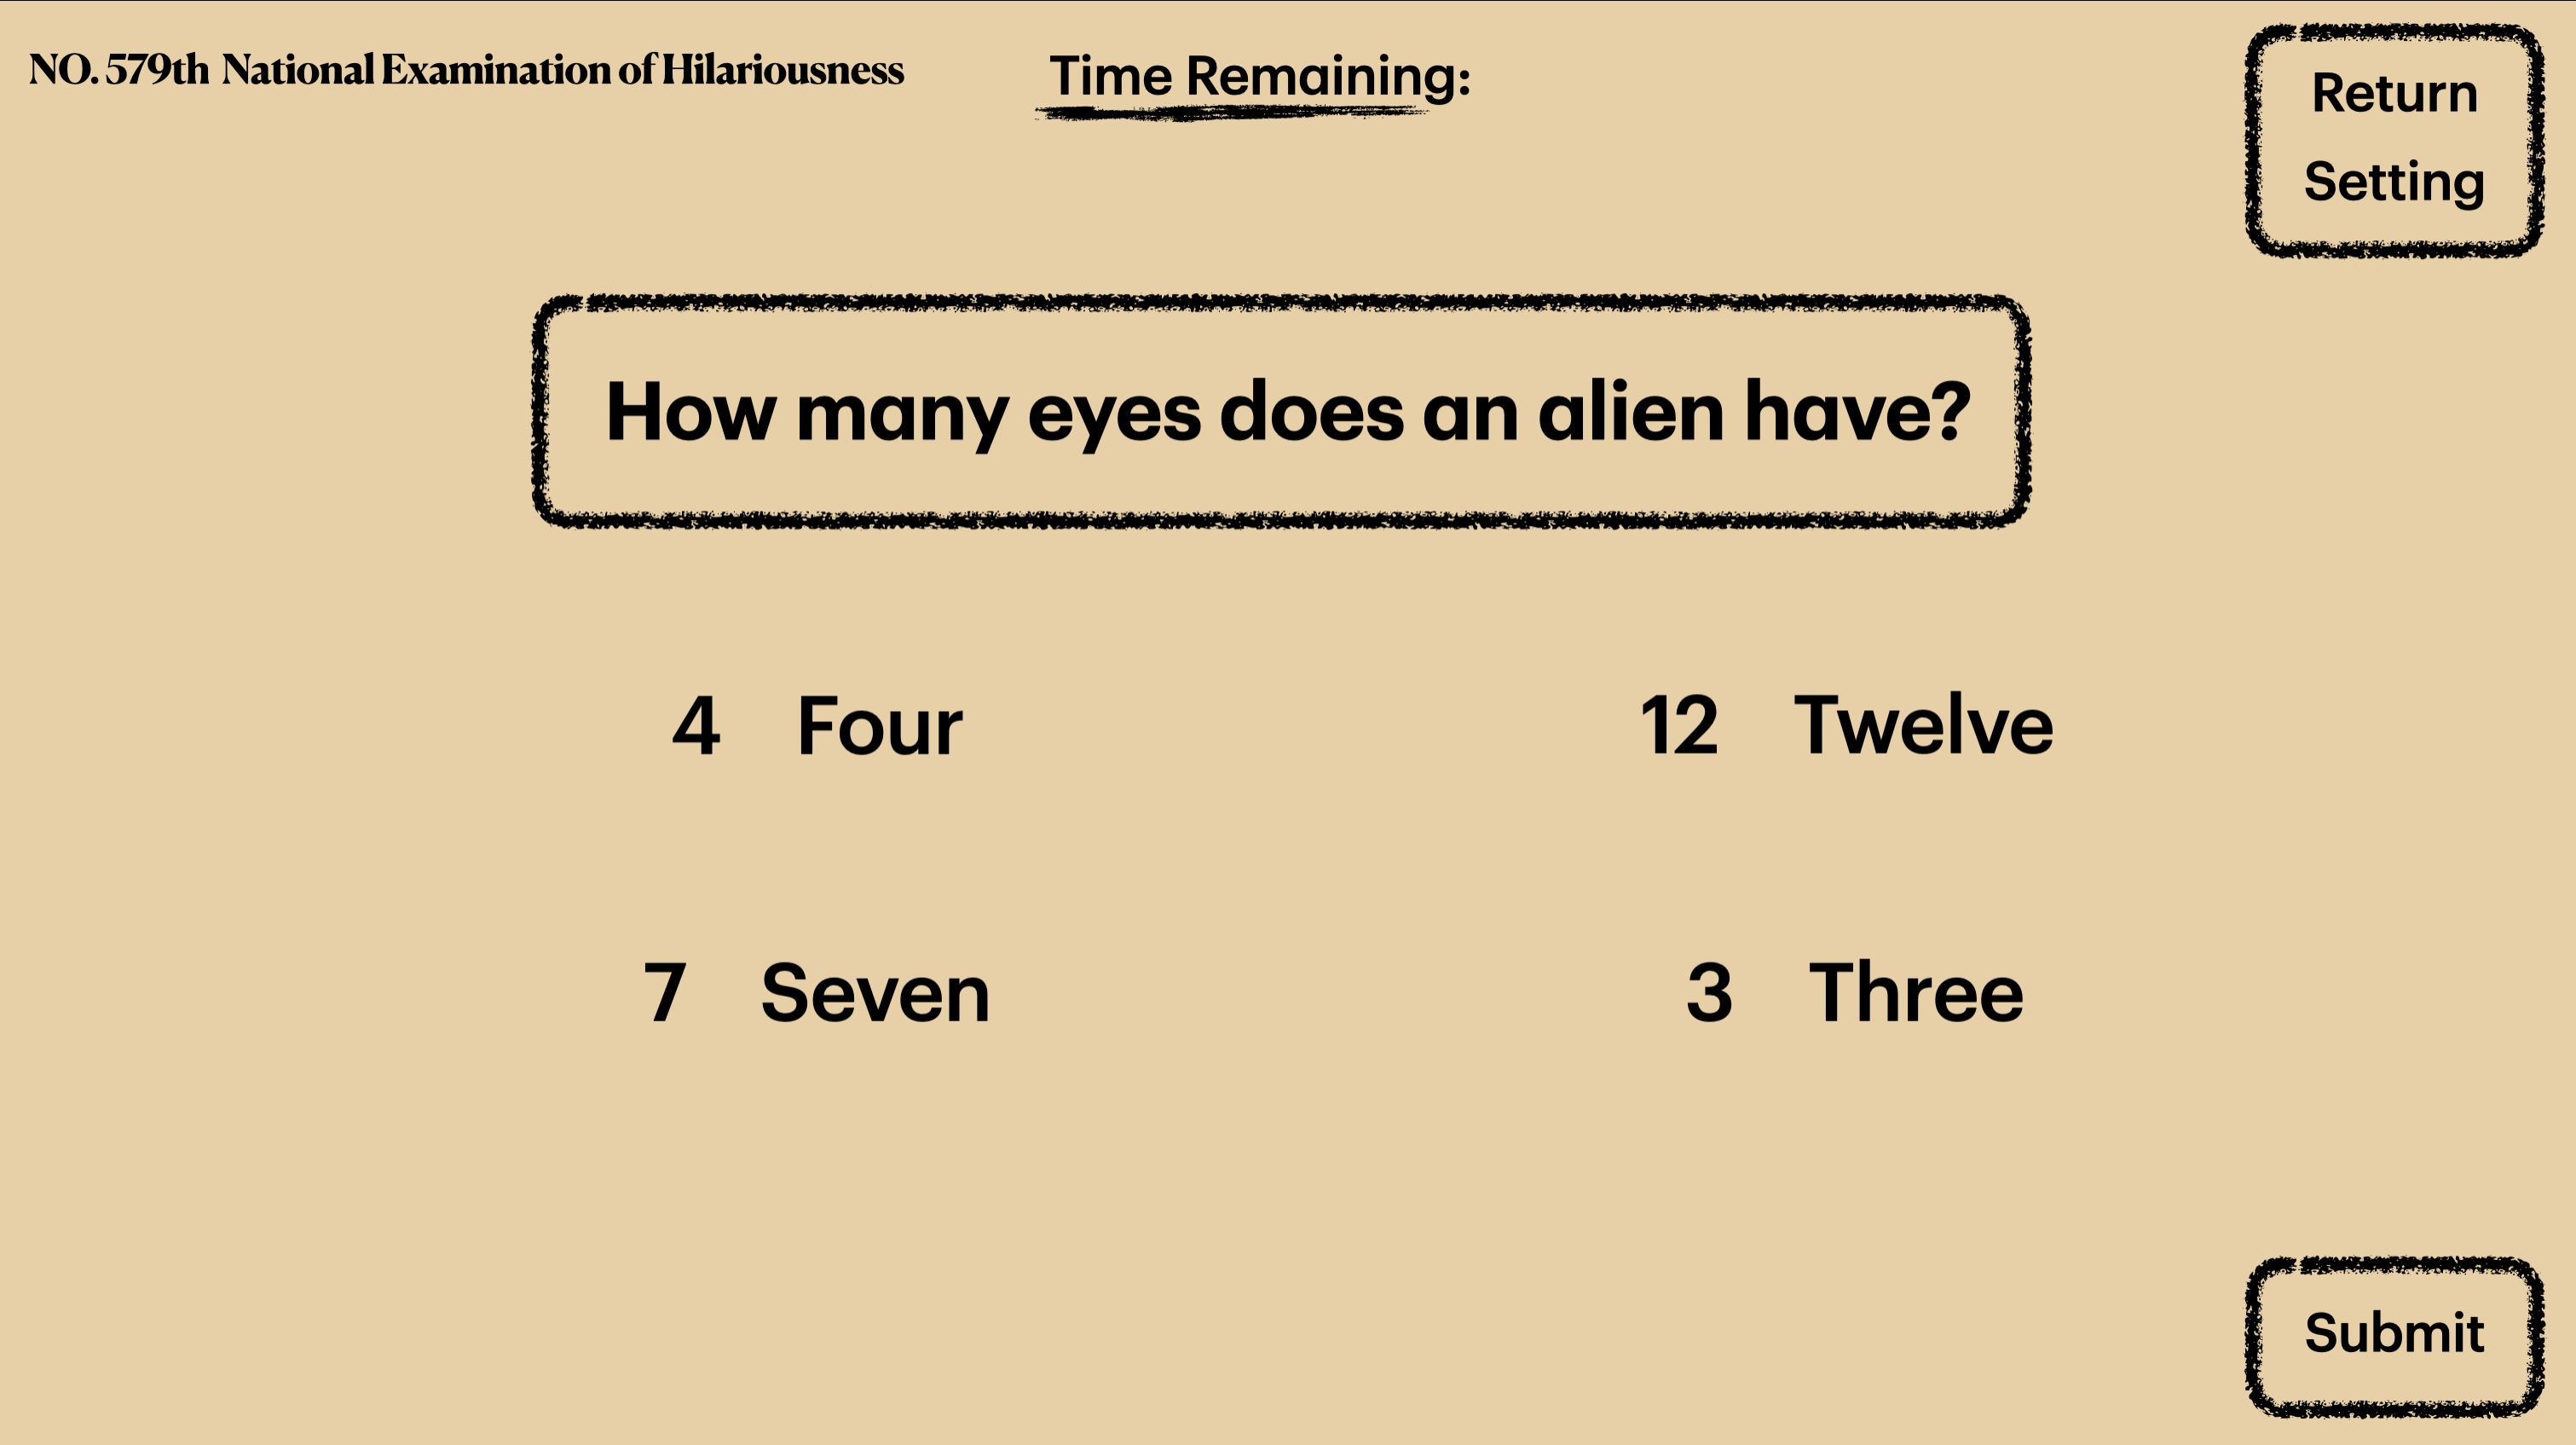 NO. 579th National Examination of Hilariousness
Time Remaining:
Return
Setting
How many eyes does an alien have?
4 Four
12 Twelve
7 Seven
3 Three
Submit